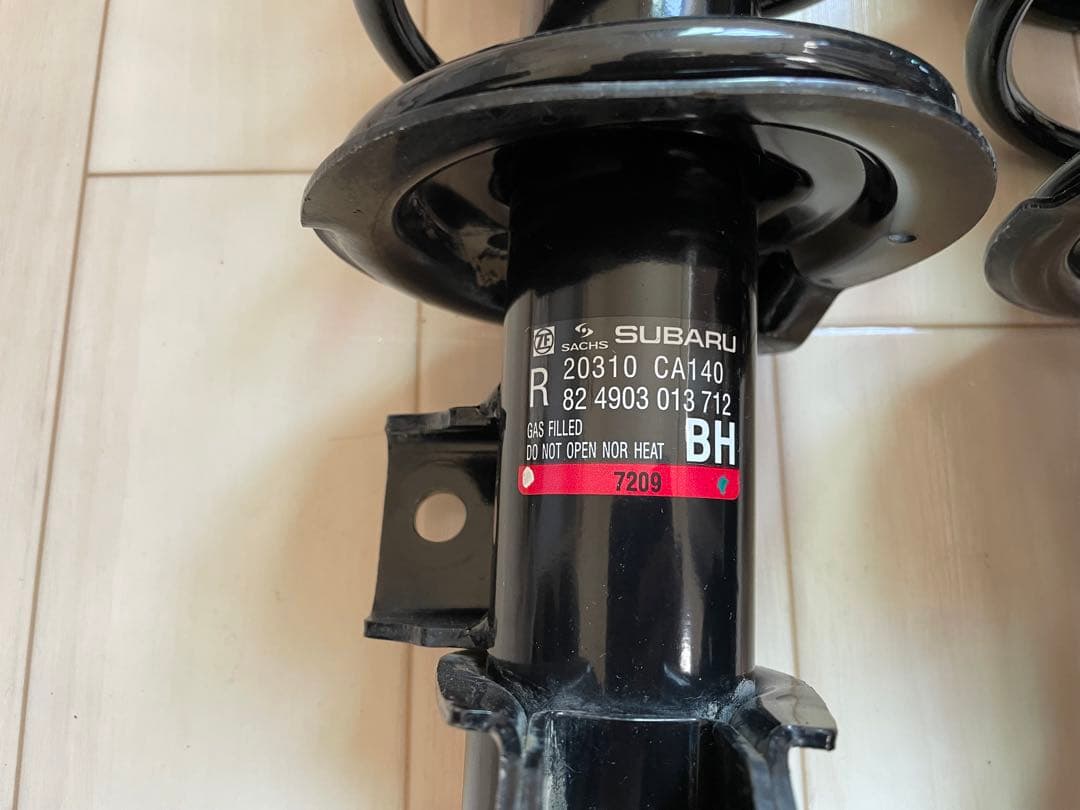 ZF SACHS SUBARU
R 20310 CA140
82 4903 013 712
GAS FILLED
DO NOT OPEN NOR HEAT BH
7209